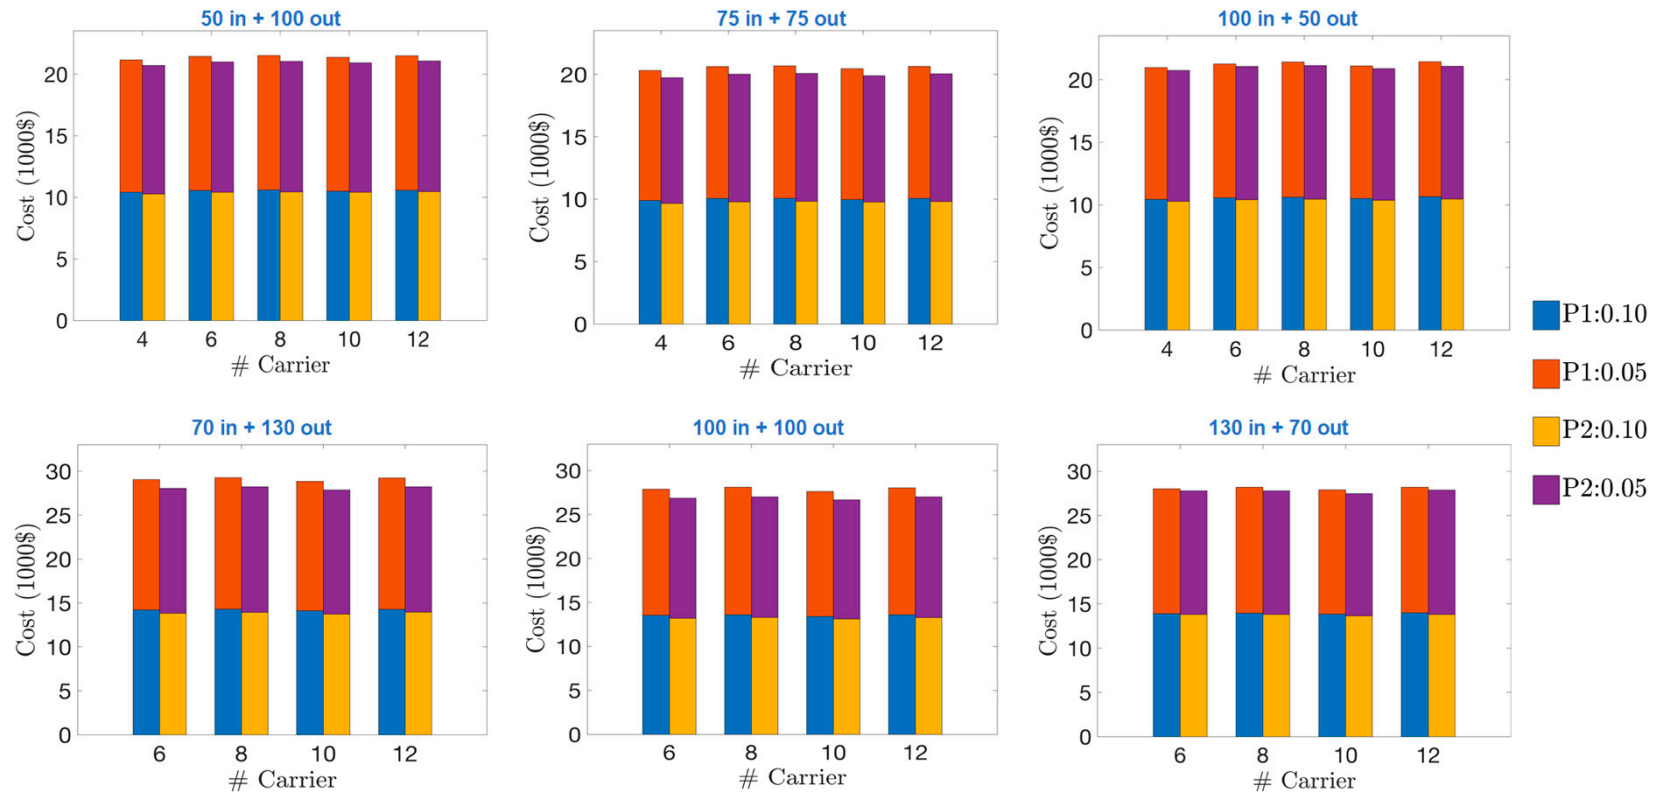 50 in + 100 out
75 in + 75 out
100 in + 50 out
Cost (1000$)
20
15
10
5
0
4 6 8 10 12
# Carrier
Cost (1000$)
20
15
10
5
0
4 6 8 10 12
# Carrier
Cost (1000$)
20
15
10
5
0
4 6 8 10 12
# Carrier
70 in + 130 out
100 in + 100 out
130 in + 70 out
Cost (1000$)
30
25
20
15
10
5
0
6 8 10 12
# Carrier
Cost (1000$)
30
25
20
15
10
5
0
6 8 10 12
# Carrier
Cost (1000$)
30
25
20
15
10
5
0
6 8 10 12
# Carrier
P1:0.10
P1:0.05
P2:0.10
P2:0.05